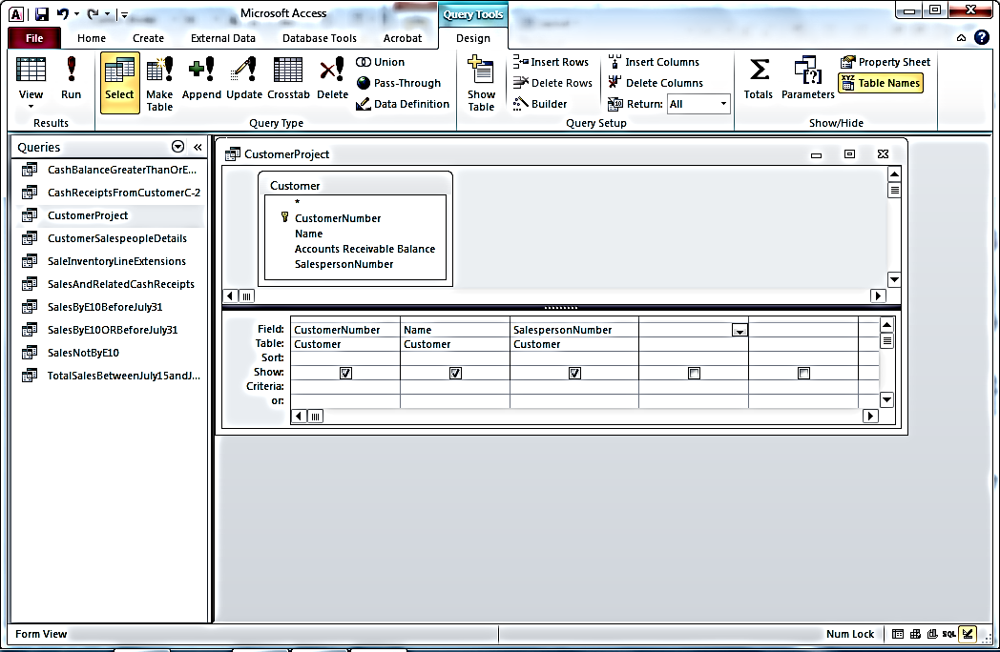 A Microsoft Access Query Tools
File Home Create External Data Database Tools Acrobat Design
View Run Select Make Table Append Update Crosstab Delete
Union
Pass-Through
Data Definition
Show Table
Insert Rows
Delete Rows
Builder
Insert Columns
Delete Columns
Return: All
Totals Parameters
Property Sheet
XYZ Table Names
Results Query Type Query Setup Show/Hide
Queries
CashBalanceGreaterThanOrE...
CashReceiptsFromCustomerC-2
CustomerProject
CustomerSalespeopleDetails
SaleInventoryLineExtensions
SalesAndRelatedCashReceipts
SalesByE10BeforeJuly31
SalesByE10ORBeforeJuly31
SalesNotByE10
TotalSalesBetweenJuly15andJ...
CustomerProject
Customer
*
CustomerNumber
Name
Accounts Receivable Balance
SalespersonNumber
Field: CustomerNumber Name SalespersonNumber
Table: Customer Customer Customer
Sort:
Show:
Criteria:
or:
Form View Num Lock SQL